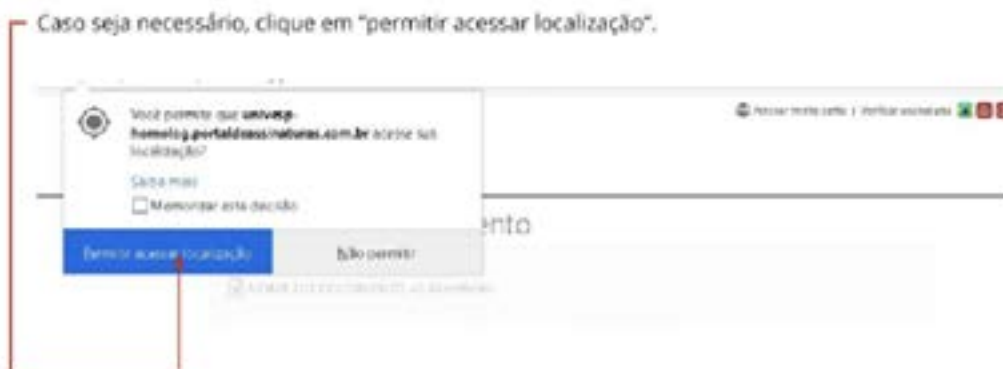 Caso seja necessário, clique em "permitir acessar localização".
Você permite que univesp-
homolog.portaldeassinaturas.com.br acesse sua
localização?
Saiba mais
Memorizar esta decisão
Permitir acessar localização
Não permitir
ento